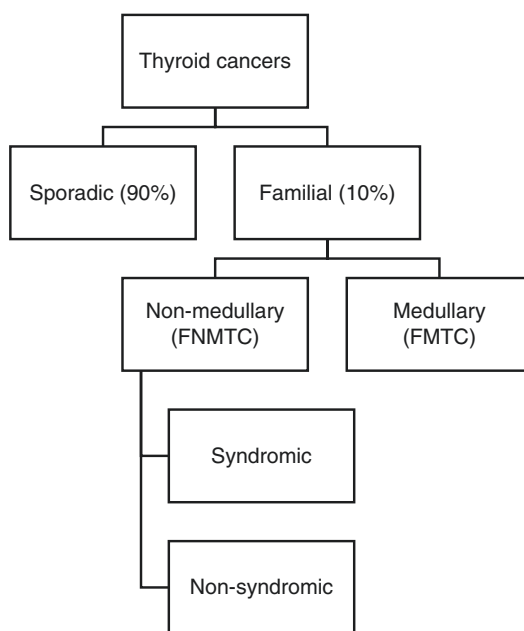 Thyroid cancers
Sporadic (90%)
Familial (10%)
Non-medullary
(FNMTC)
Medullary
(FMTC)
Syndromic
Non-syndromic